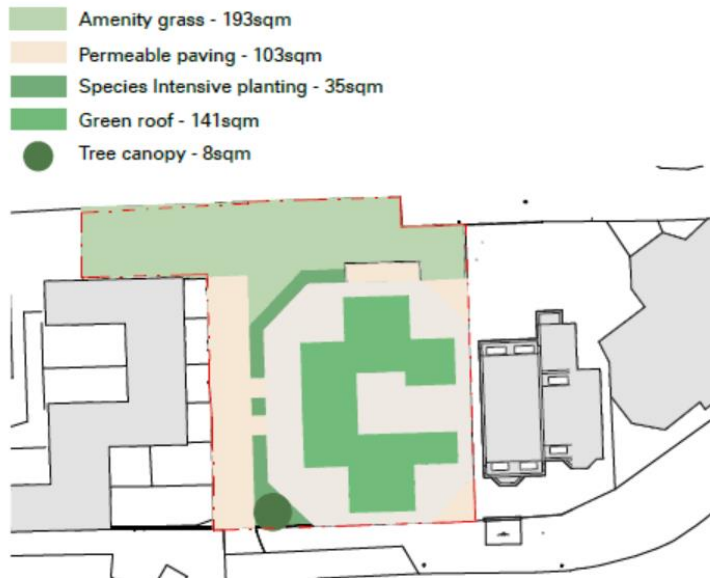 Amenity grass - 193sqm
Permeable paving - 103sqm
Species Intensive planting - 35sqm
Green roof - 141sqm
Tree canopy - 8sqm